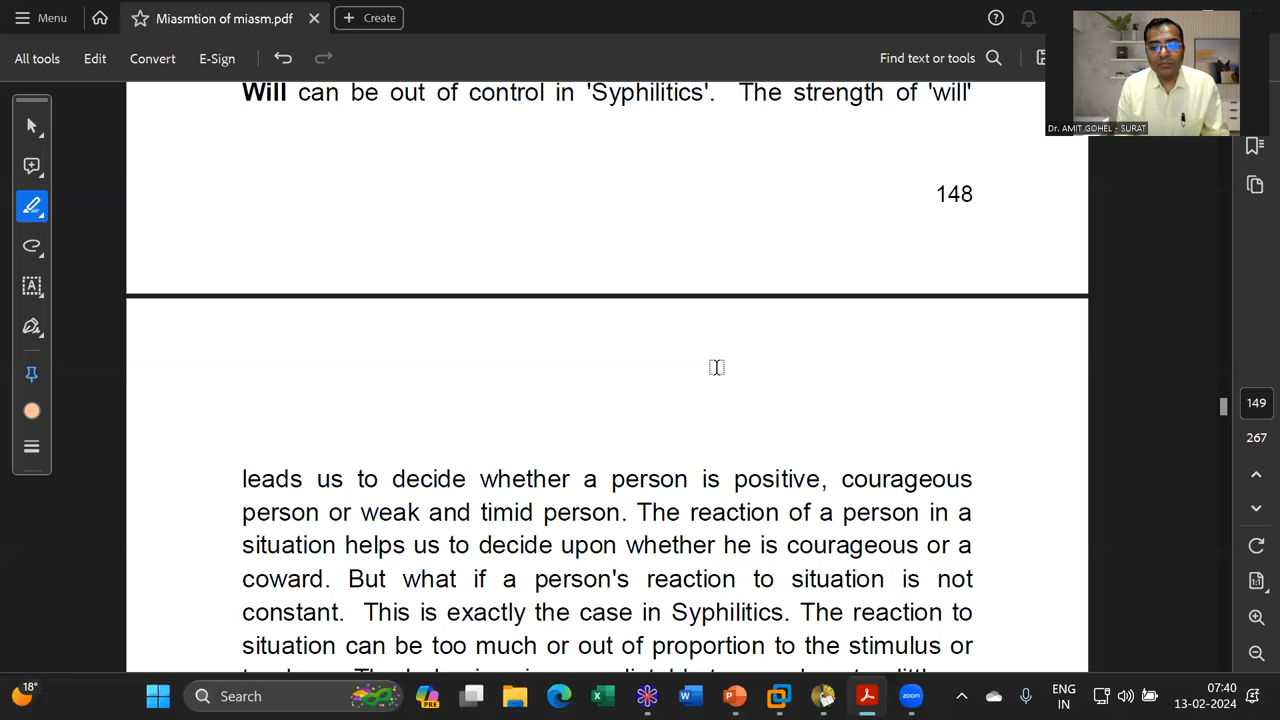 Menu
Miasmtion of miasm.pdf
Create
All tools
Edit
Convert
E-Sign
Find text or tools
Dr. AMIT GOHEL - SURAT
Will can be out of control in 'Syphilitics'. The strength of 'will'
148
leads us to decide whether a person is positive, courageous
person or weak and timid person. The reaction of a person in a
situation helps us to decide upon whether he is courageous or a
coward. But what if a person's reaction to situation is not
constant. This is exactly the case in Syphilitics. The reaction to
situation can be too much or out of proportion to the stimulus or
149
267
18°
Search
PRE
zoom
ENG
IN
07:40
13-02-2024